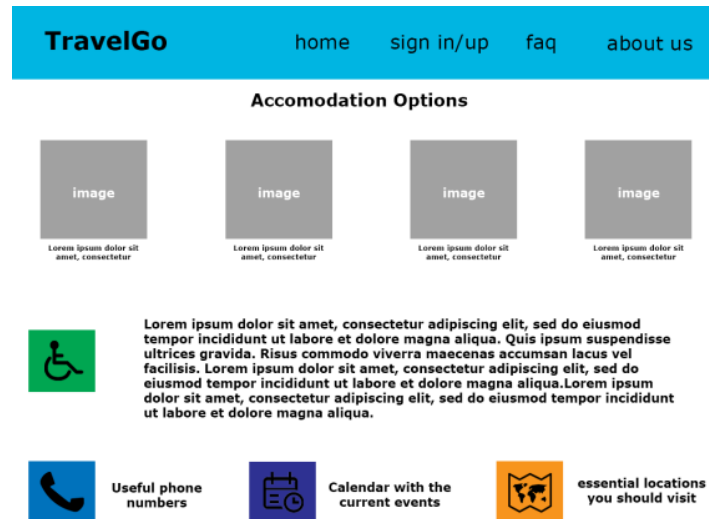 TravelGo home sign in/up faq about us
Accomodation Options
image image image image
Lorem ipsum dolor sit Lorem ipsum dolor sit Lorem ipsum dolor sit Lorem ipsum dolor sit
amet, consectetur amet, consectetur amet, consectetur amet, consectetur
Lorem ipsum dolor sit amet, consectetur adipiscing elit, sed do eiusmod
tempor incididunt ut labore et dolore magna aliqua. Quis ipsum suspendisse
ultrices gravida. Risus commodo viverra maecenas accumsan lacus vel
facilisis. Lorem ipsum dolor sit amet, consectetur adipiscing elit, sed do
eiusmod tempor incididunt ut labore et dolore magna aliqua.Lorem ipsum
dolor sit amet, consectetur adipiscing elit, sed do eiusmod tempor incididunt
ut labore et dolore magna aliqua.
Useful phone
numbers
Calendar with the
current events
essential locations
you should visit